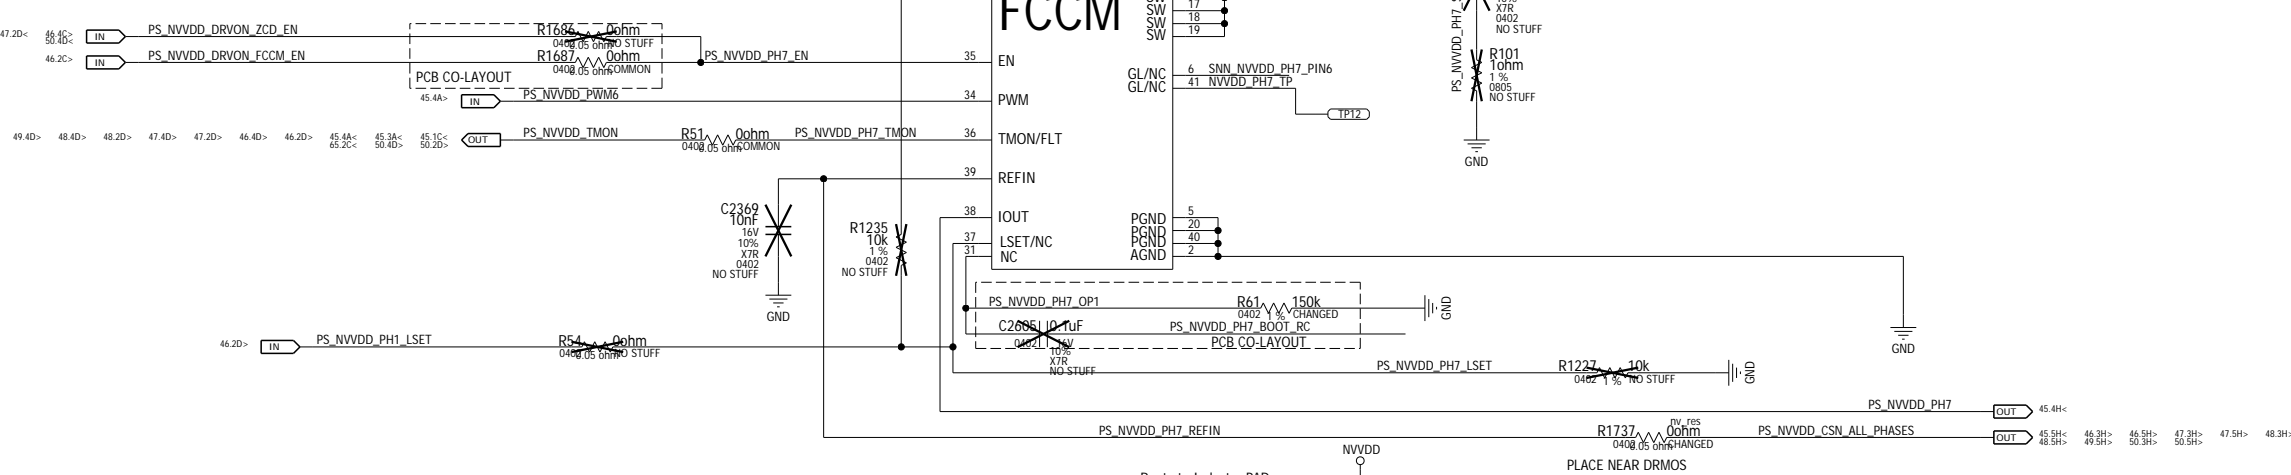 FCCM
SW 17
SW 18
SW 19
X7R
0402
NO STUFF
47.2D<
46.4C>
50.4D<
IN
PS_NVVDD_DRVON_ZCD_EN
R1686
0ohm
0402
0.05 ohm
NO STUFF
46.2C>
IN
PS_NVVDD_DRVON_FCCM_EN
R1687
0ohm
0402
0.05 ohm
COMMON
PCB CO-LAYOUT
PS_NVVDD_PH7_EN
35 EN
R101
1ohm
1 %
0805
NO STUFF
GND
GL/NC 6 SNN_NVVDD_PH7_PIN6
GL/NC 41 NVVDD_PH7_TP
TP12
45.4A>
IN
PS_NVVDD_PWM6
34 PWM
49.4D> 48.4D> 48.2D> 47.4D> 47.2D> 46.4D> 46.2D> 45.4A< 45.3A< 45.1C<
65.2C< 50.4D> 50.2D>
OUT
PS_NVVDD_TMON
R51
0ohm
0402
0.05 ohm
COMMON
PS_NVVDD_PH7_TMON
36 TMON/FLT
39 REFIN
C2369
10nF
16V
10%
X7R
0402
NO STUFF
GND
R1235
10k
1 %
0402
NO STUFF
38 IOUT
37 LSET/NC
31 NC
PGND 5
PGND 20
PGND 40
AGND 2
PS_NVVDD_PH7_OP1
R61
150k
0402
1 %
CHANGED
GND
C2605
0.1uF
0402
16V
10%
X7R
NO STUFF
PS_NVVDD_PH7_BOOT_RC
PCB CO-LAYOUT
GND
46.2D>
IN
PS_NVVDD_PH1_LSET
R54
0ohm
0402
0.05 ohm
NO STUFF
PS_NVVDD_PH7_LSET
R1227
10k
0402
1 %
NO STUFF
GND
PS_NVVDD_PH7
OUT
45.4H<
PS_NVVDD_PH7_REFIN
nv_res
R1737
0ohm
0402
0.05 ohm
CHANGED
PS_NVVDD_CSN_ALL_PHASES
OUT
45.5H< 46.3H> 46.5H> 47.3H> 47.5H> 48.3H>
48.5H> 49.5H> 50.3H> 50.5H>
PLACE NEAR DRMOS
NVVDD